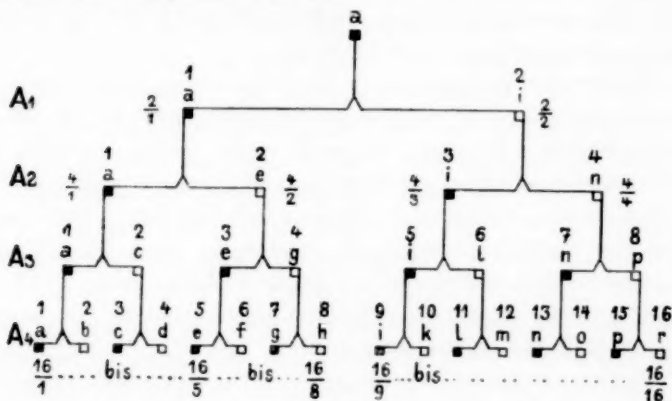 a
1 2
A1 2/1 a i 2/2
1 2 3 4
A2 4/1 a e 4/2 4/3 i n 4/4
1 2 3 4 5 6 7 8
A3 a c e g i l n p
1 2 3 4 5 6 7 8 9 10 11 12 13 14 15 16
A4 a b c d e f g h i k l m n o p r
16/1 ...... bis ...... 16/5 ... bis ... 16/8 16/9 ... bis ............ 16/16